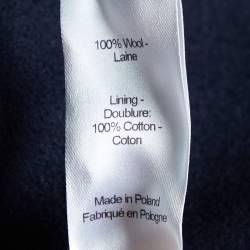 100% Wool -
Laine
Lining -
Doublure:
100% Cotton -
Coton
Made in Poland
Fabriqué en Pologne